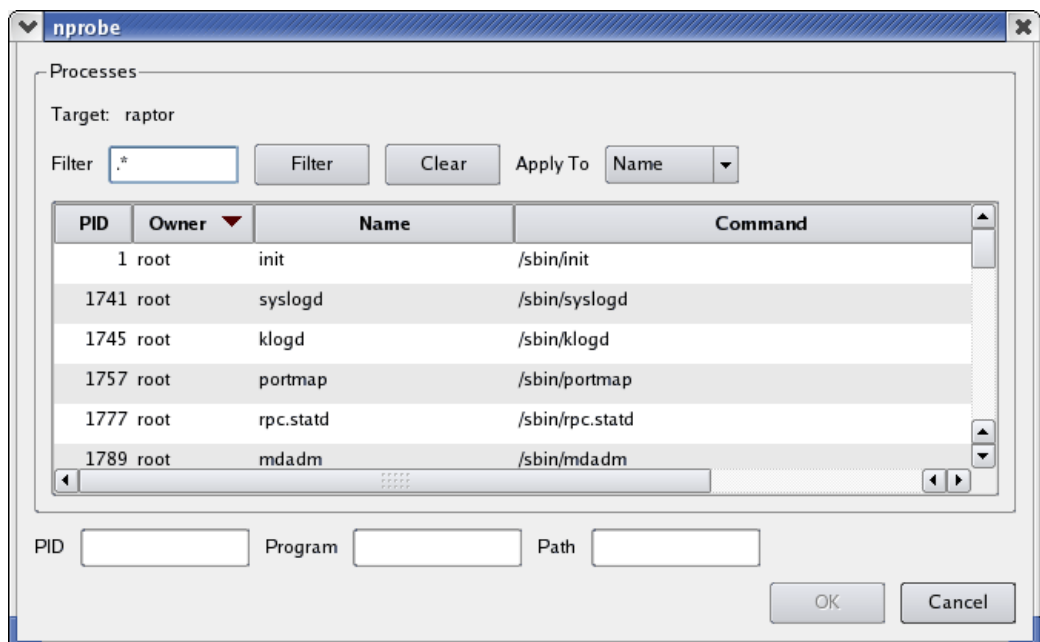 nprobe
Processes
Target: raptor
Filter .* Filter Clear Apply To Name
PID Owner Name Command
1 root init /sbin/init
1741 root syslogd /sbin/syslogd
1745 root klogd /sbin/klogd
1757 root portmap /sbin/portmap
1777 root rpc.statd /sbin/rpc.statd
1789 root mdadm /sbin/mdadm
PID Program Path
OK Cancel